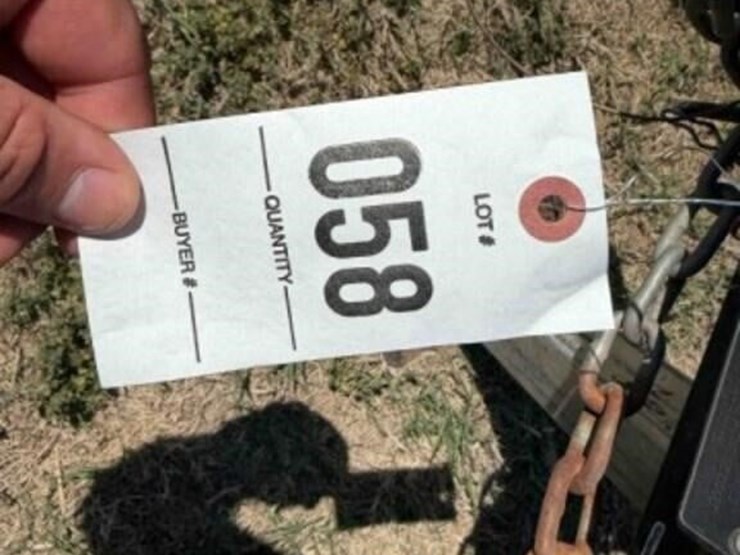 LOT #
058
QUANTITY
BUYER #